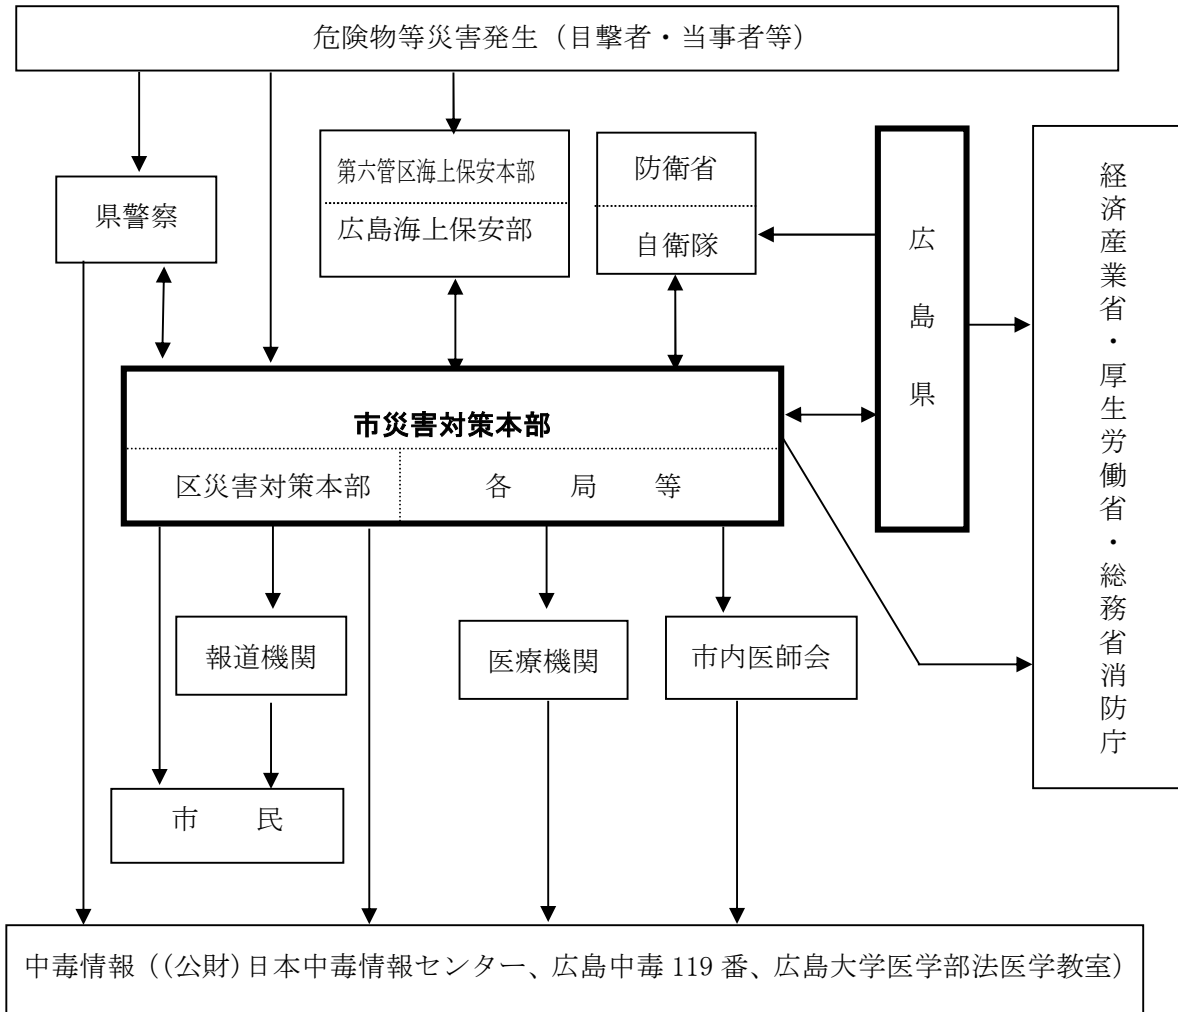 危険物等災害発生（目撃者・当事者等）
県警察
第六管区海上保安本部
広島海上保安部
防衛省
自衛隊
広島県
経済産業省・厚生労働省・総務省消防庁
市災害対策本部
区災害対策本部
各　局　等
報道機関
医療機関
市内医師会
市　民
中毒情報（(公財)日本中毒情報センター、広島中毒 119 番、広島大学医学部法医学教室）